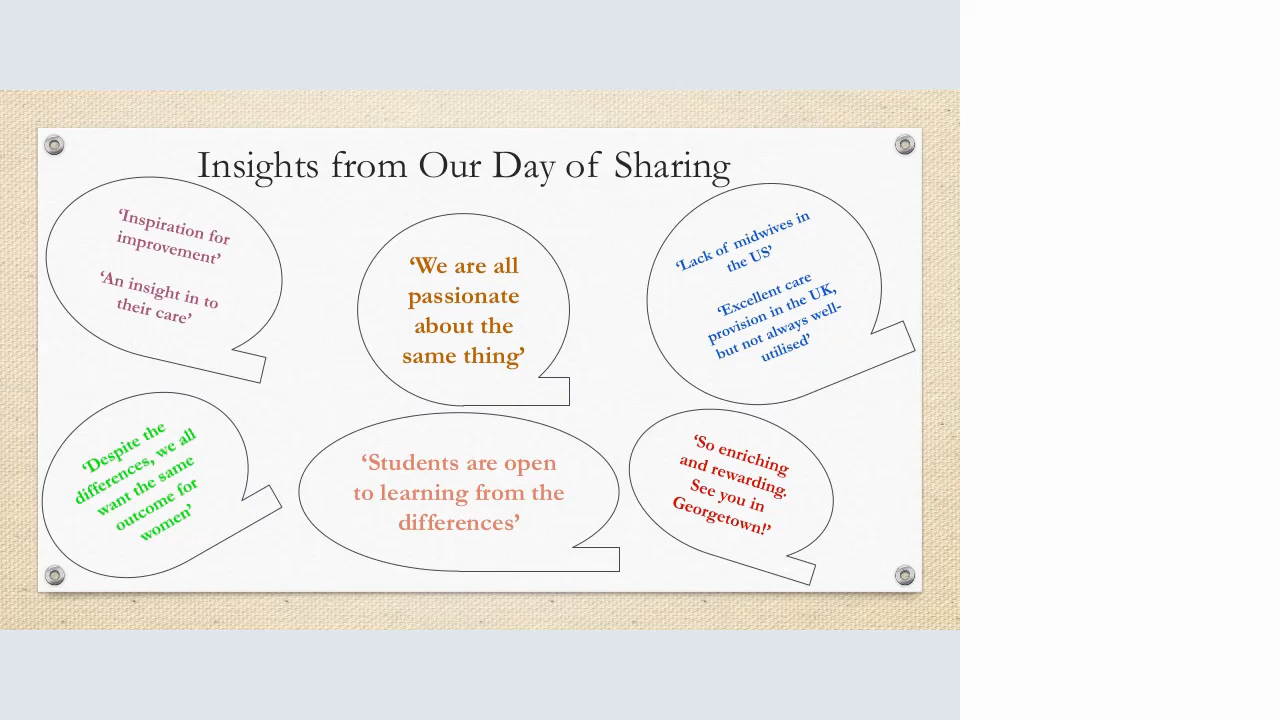 Insights from Our Day of Sharing
‘Inspiration for
improvement’
‘An insight in to
their care’
‘We are all
passionate
about the
same thing’
‘Lack of midwives in
the US’
‘Excellent care
provision in the UK,
but not always well-
utilised’
‘Despite the
differences, we all
want the same
outcome for
women’
‘Students are open
to learning from the
differences’
‘So enriching
and rewarding.
See you in
Georgetown!’